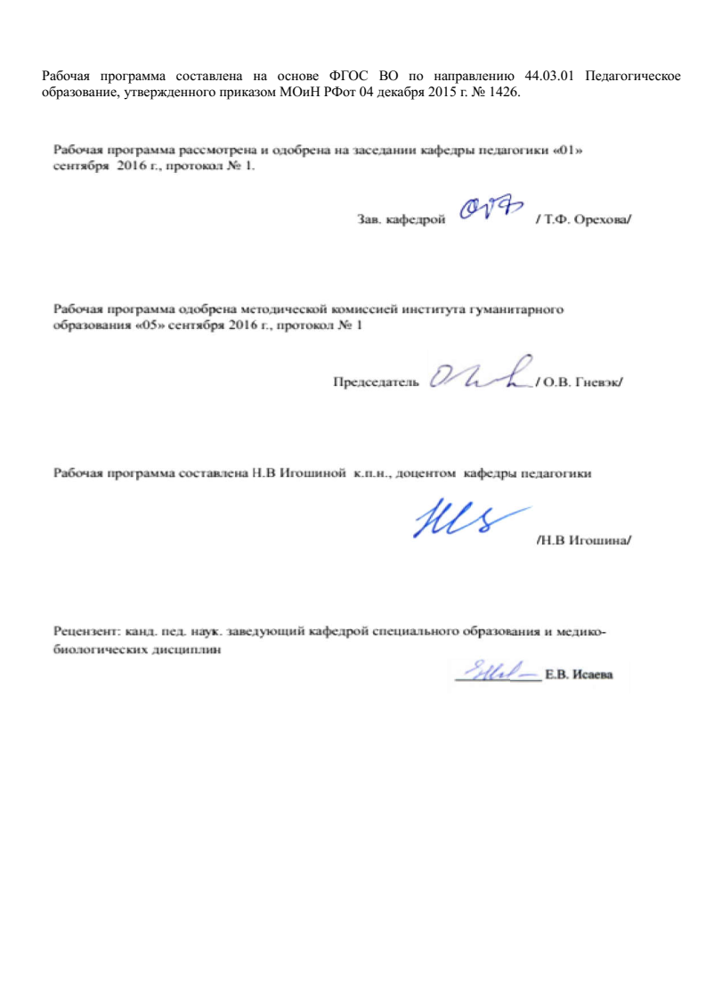 Рабочая программа составлена на основе ФГОС ВО по направлению 44.03.01 Педагогическое
образование, утвержденного приказом МОиН РФот 04 декабря 2015 г. № 1426.
Рабочая программа рассмотрена и одобрена на заседании кафедры педагогики «01»
сентября 2016 г., протокол № 1.
Зав. кафедрой / Т.Ф. Орехова/
Рабочая программа одобрена методической комиссией института гуманитарного
образования «05» сентября 2016 г., протокол № 1
Председатель / О.В. Гневэк/
Рабочая программа составлена Н.В Игошиной к.п.н., доцентом кафедры педагогики
/Н.В Игошина/
Рецензент: канд. пед. наук. заведующий кафедрой специального образования и медико-
биологических дисциплин
Е.В. Исаева